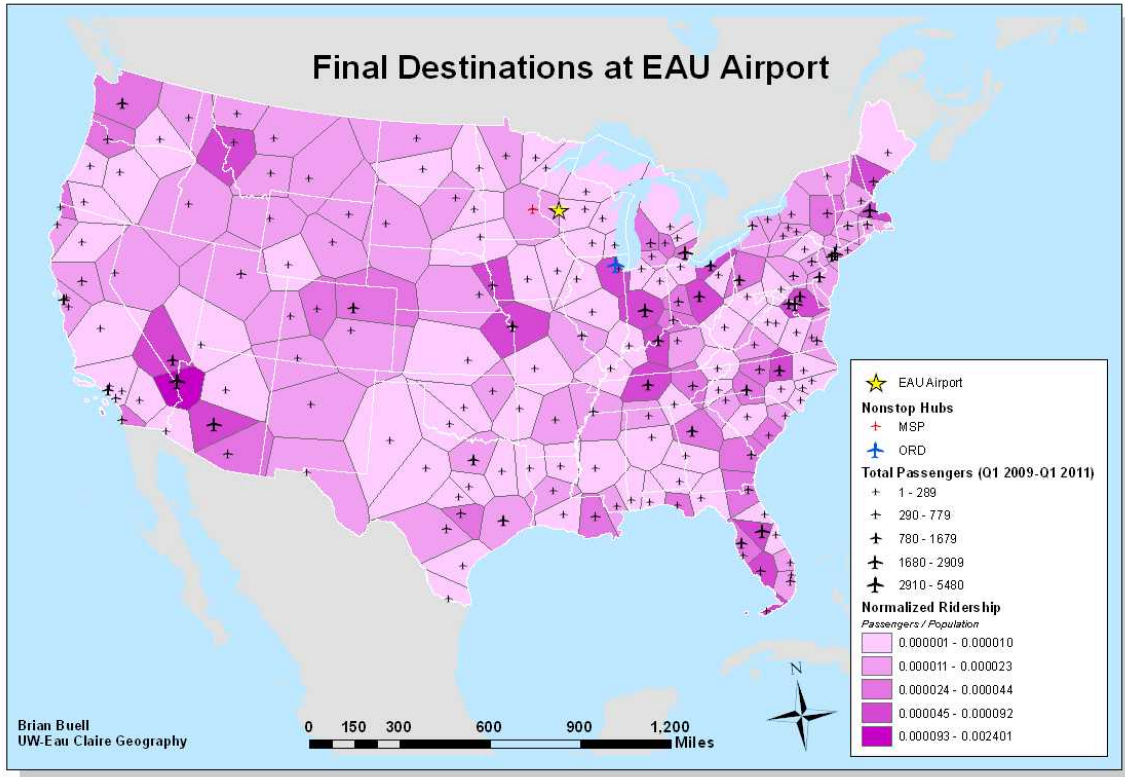 Final Destinations at EAU Airport
EAU Airport
Nonstop Hubs
MSP
ORD
Total Passengers (Q1 2009-Q1 2011)
1 - 289
290 - 779
780 - 1679
1680 - 2909
2910 - 5480
Normalized Ridership
Passengers / Population
0.000001 - 0.000010
0.000011 - 0.000023
0.000024 - 0.000044
0.000045 - 0.000092
0.000093 - 0.002401
N
Brian Buell
UW-Eau Claire Geography
0 150 300 600 900 1,200
Miles